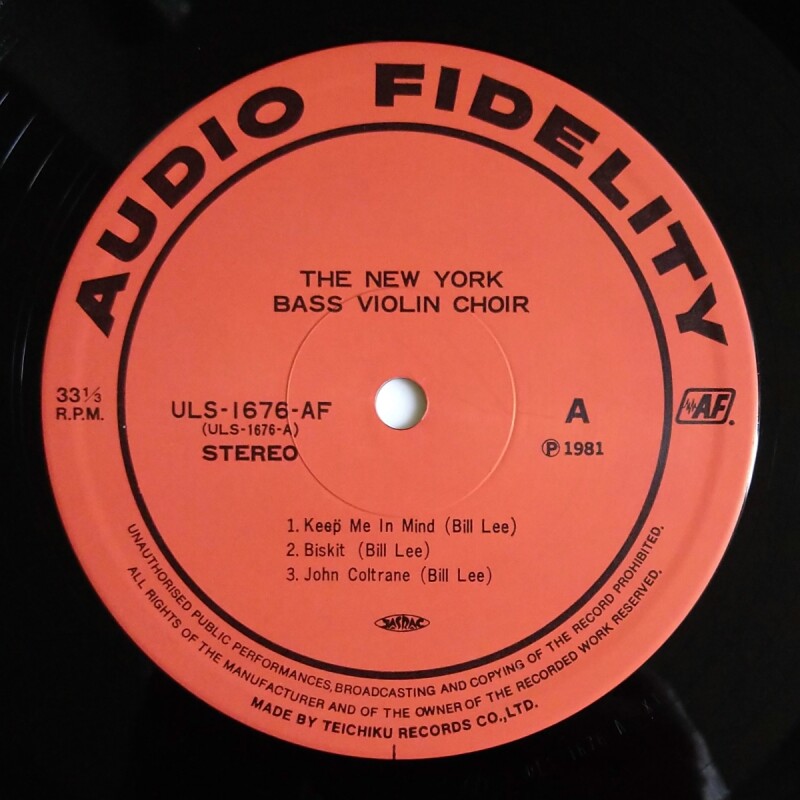 AUDIO FIDELITY
THE NEW YORK
BASS VIOLIN CHOIR
33⅓
R.P.M.
ULS-1676-AF
(ULS-1676-A)
STEREO
A
Ⓟ 1981
AF.
1. Keep Me In Mind (Bill Lee)
2. Biskit (Bill Lee)
3. John Coltrane (Bill Lee)
JASRAC
UNAUTHORISED PUBLIC PERFORMANCES, BROADCASTING AND COPYING OF THE RECORD PROHIBITED.
ALL RIGHTS OF THE MANUFACTURER AND OF THE OWNER OF THE RECORDED WORK RESERVED.
MADE BY TEICHIKU RECORDS CO., LTD.